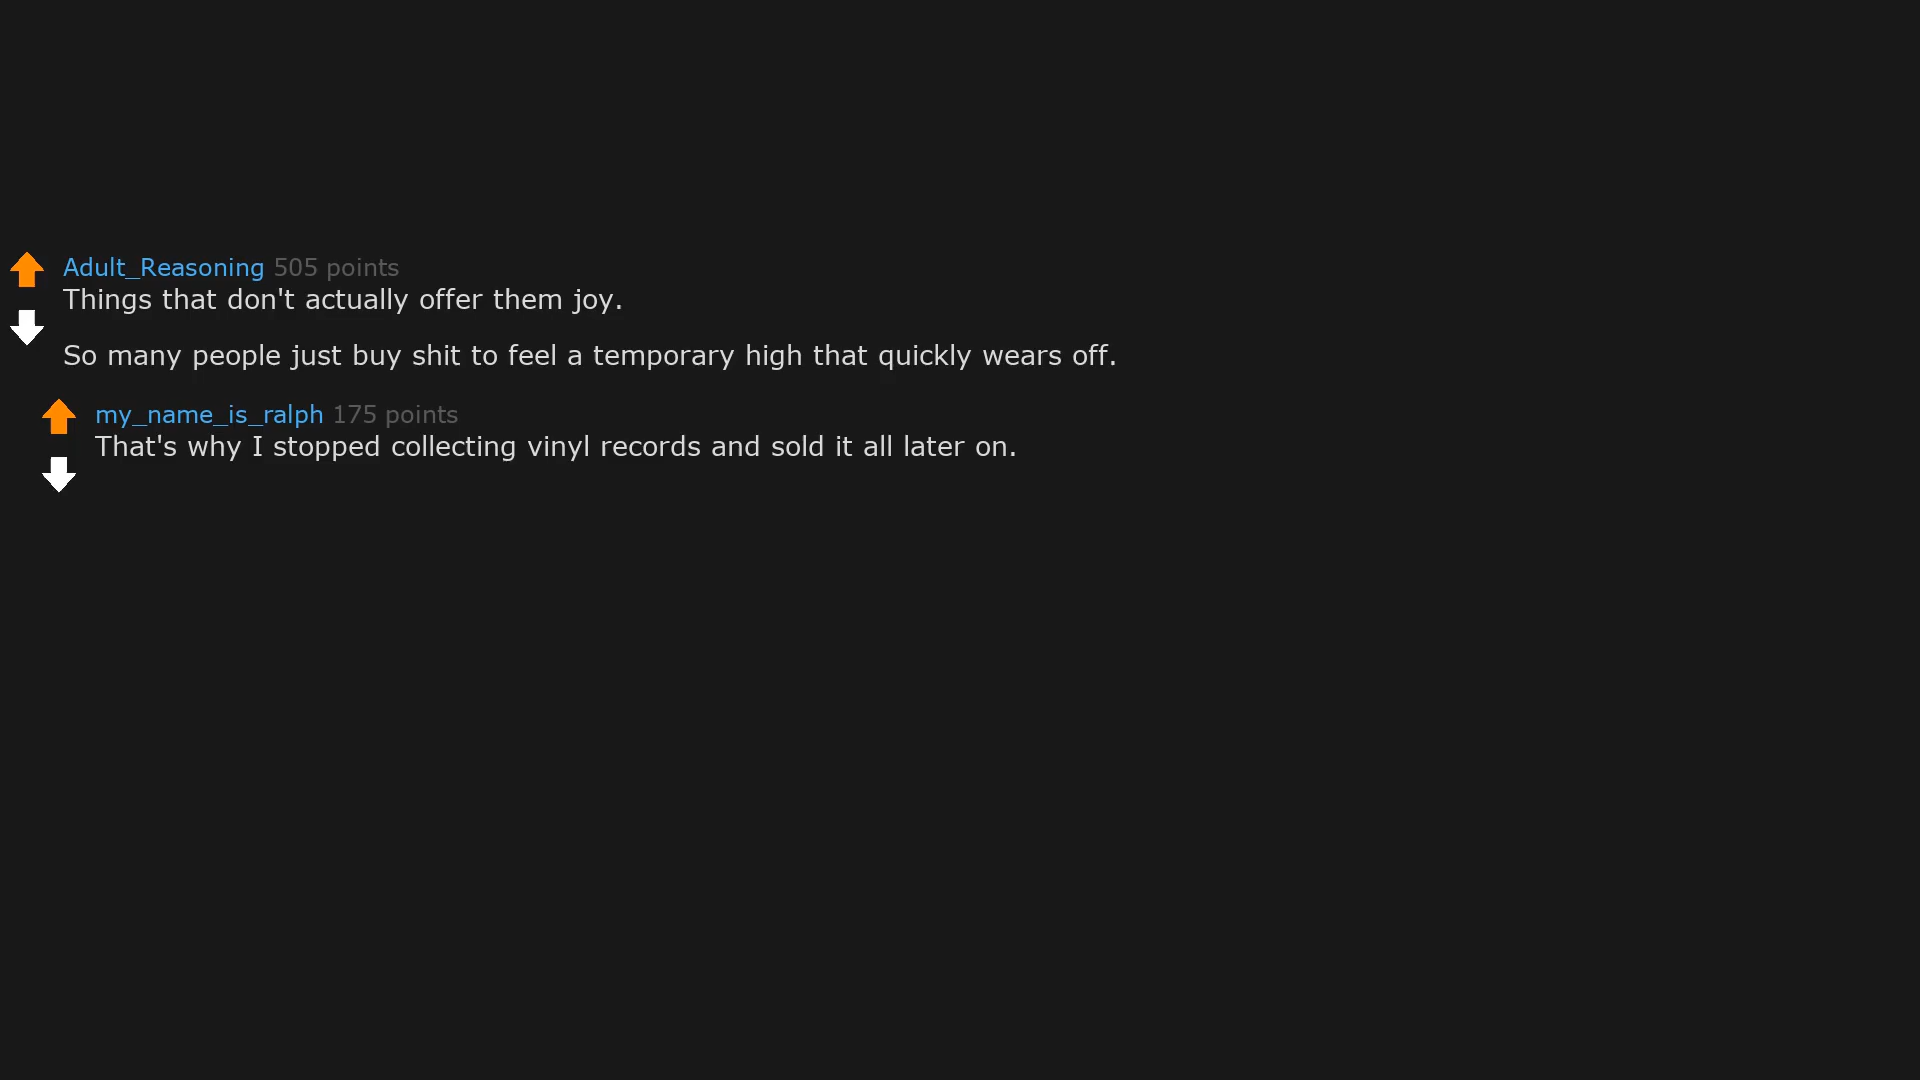 Adult_Reasoning 505 points
Things that don't actually offer them joy.
So many people just buy shit to feel a temporary high that quickly wears off.
my_name_is_ralph 175 points
That's why I stopped collecting vinyl records and sold it all later on.